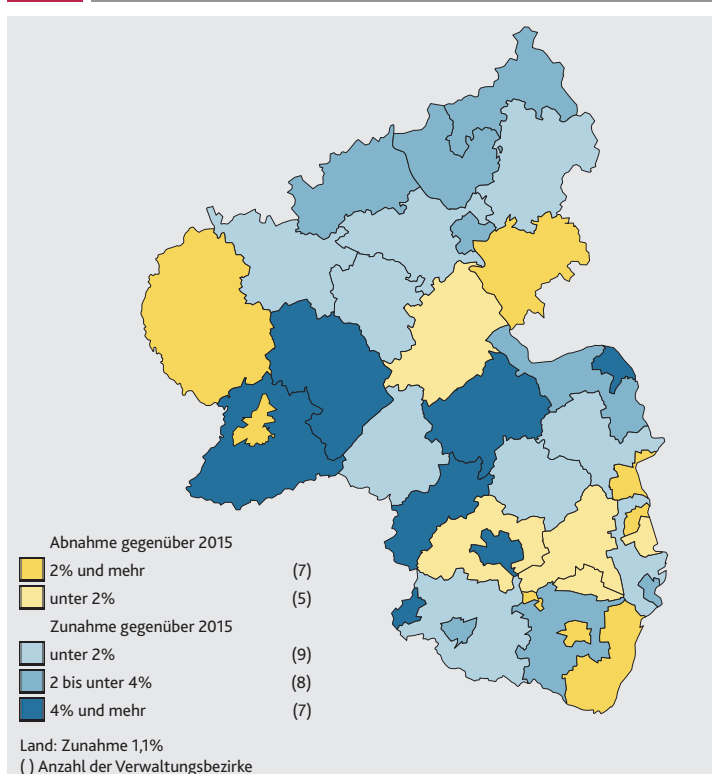 Abnahme gegenüber 2015
2% und mehr (7)
unter 2% (5)
Zunahme gegenüber 2015
unter 2% (9)
2 bis unter 4% (8)
4% und mehr (7)
Land: Zunahme 1,1%
( ) Anzahl der Verwaltungsbezirke